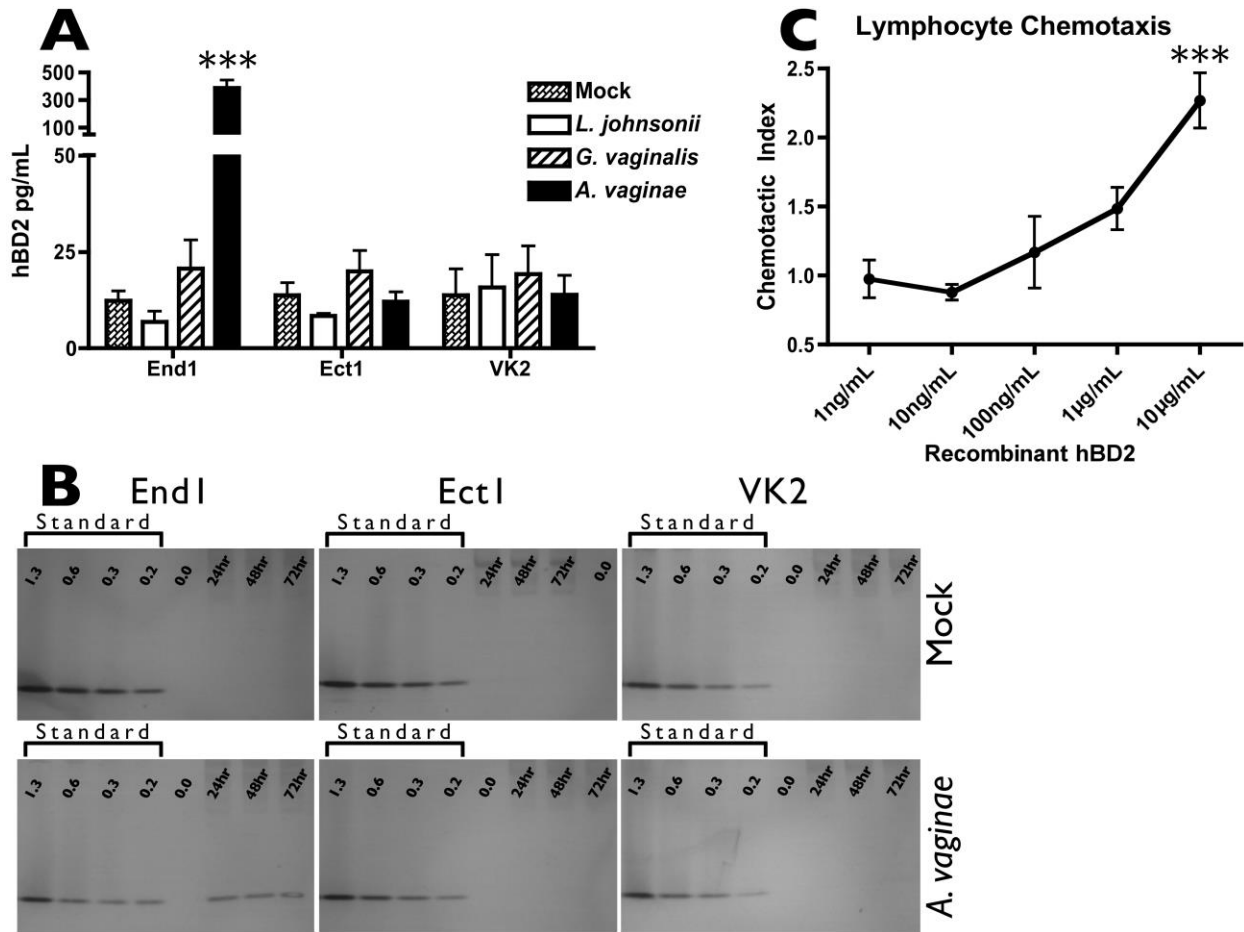 A
***
500
300
100
50
25
0
hBD2 pg/mL
End1
Ect1
VK2
Mock
L. johnsonii
G. vaginalis
A. vaginae
C
Lymphocyte Chemotaxis
***
2.5
2.0
1.5
1.0
0.5
Chemotactic Index
1ng/mL
10ng/mL
100ng/mL
1µg/mL
10µg/mL
Recombinant hBD2
B
End1
Ect1
VK2
Standard
Standard
Standard
1.3 0.6 0.3 0.2 0.0 24hr 48hr 72hr
1.3 0.6 0.3 0.2 24hr 48hr 72hr 0.0
1.3 0.6 0.3 0.2 0.0 24hr 48hr 72hr
Mock
Standard
Standard
Standard
1.3 0.6 0.3 0.2 0.0 24hr 48hr 72hr
1.3 0.6 0.3 0.2 0.0 24hr 48hr 72hr
1.3 0.6 0.3 0.2 0.0 24hr 48hr 72hr
A. vaginae